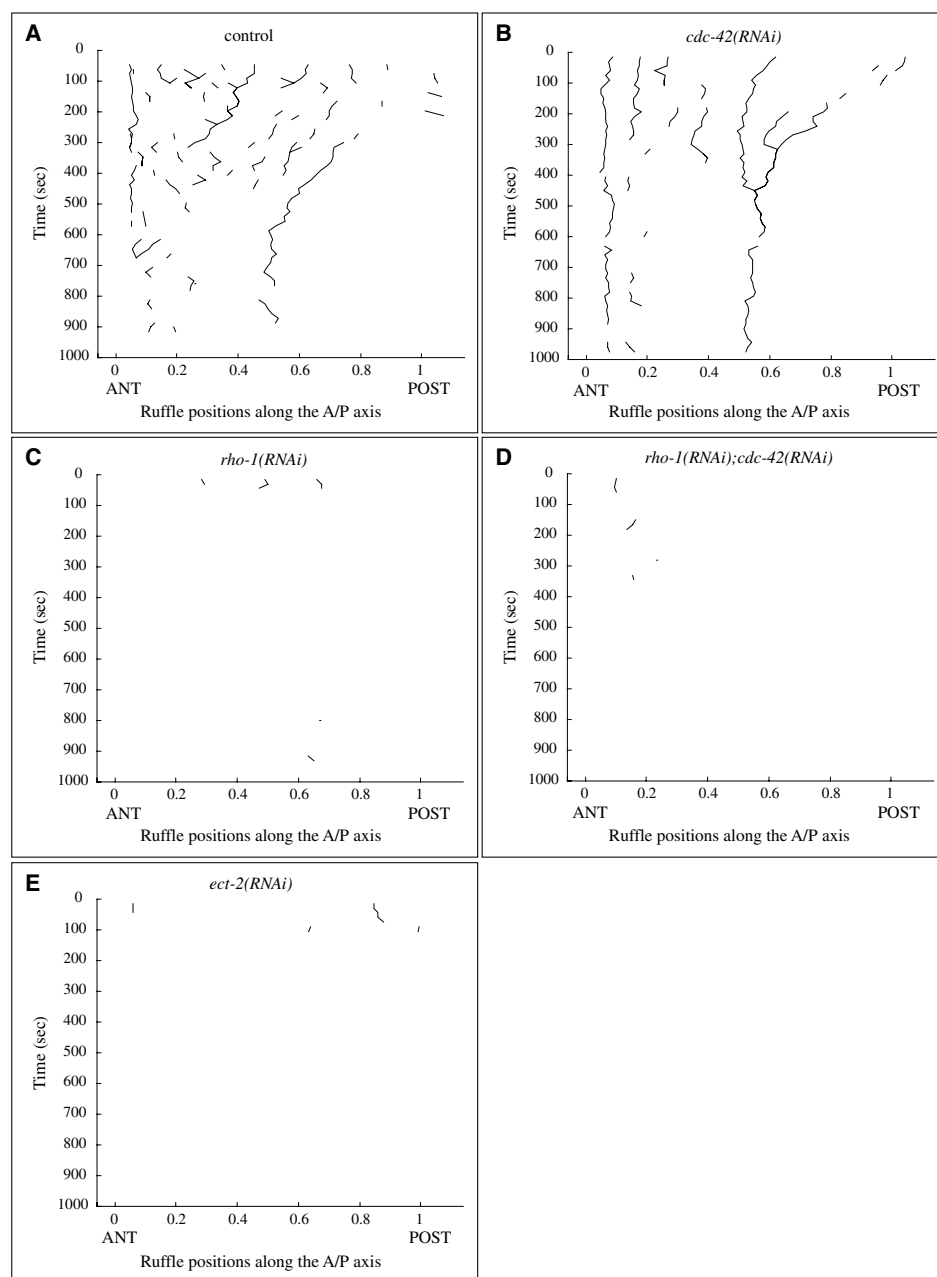 A
control
0
100
200
300
400
500
600
700
800
900
1000
Time (sec)
0 0.2 0.4 0.6 0.8 1
ANT POST
Ruffle positions along the A/P axis
B
cdc-42(RNAi)
0
100
200
300
400
500
600
700
800
900
1000
Time (sec)
0 0.2 0.4 0.6 0.8 1
ANT POST
Ruffle positions along the A/P axis
C
rho-1(RNAi)
0
100
200
300
400
500
600
700
800
900
1000
Time (sec)
0 0.2 0.4 0.6 0.8 1
ANT POST
Ruffle positions along the A/P axis
D
rho-1(RNAi);cdc-42(RNAi)
0
100
200
300
400
500
600
700
800
900
1000
Time (sec)
0 0.2 0.4 0.6 0.8 1
ANT POST
Ruffle positions along the A/P axis
E
ect-2(RNAi)
0
100
200
300
400
500
600
700
800
900
1000
Time (sec)
0 0.2 0.4 0.6 0.8 1
ANT POST
Ruffle positions along the A/P axis